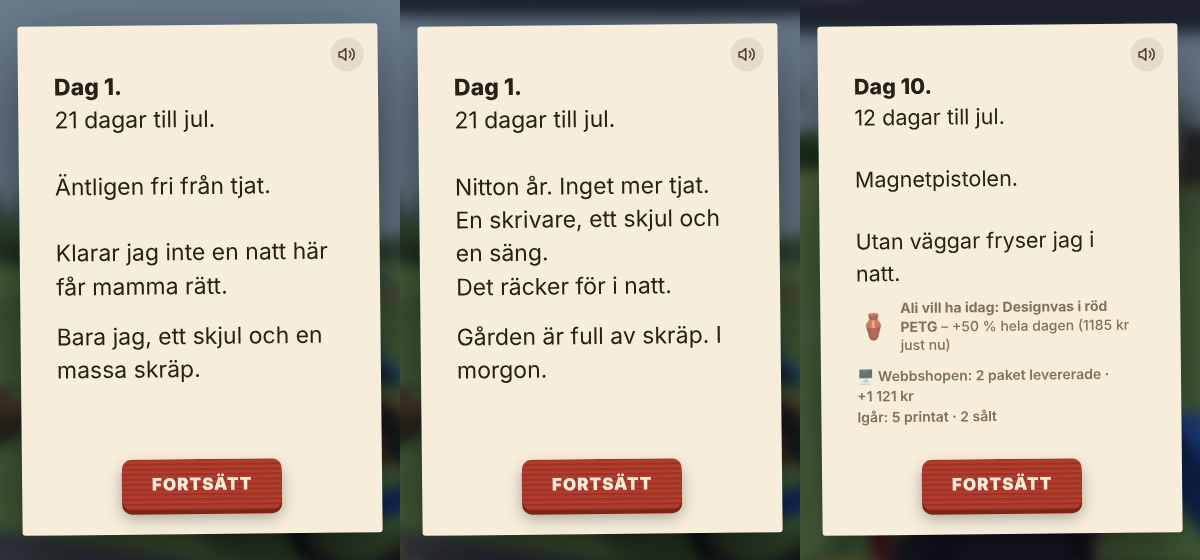 Dag 1.
21 dagar till jul.
Äntligen fri från tjat.
Klarar jag inte en natt här
får mamma rätt.
Bara jag, ett skjul och en
massa skräp.
FORTSÄTT
Dag 1.
21 dagar till jul.
Nitton år. Inget mer tjat.
En skrivare, ett skjul och
en säng.
Det räcker för i natt.
Gården är full av skräp. I
morgon.
FORTSÄTT
Dag 10.
12 dagar till jul.
Magnetpistolen.
Utan väggar fryser jag i
natt.
Ali vill ha idag: Designvas i röd
PETG – +50 % hela dagen (1185 kr
just nu)
Webbshopen: 2 paket levererade ·
+1 121 kr
Igår: 5 printat · 2 sålt
FORTSÄTT